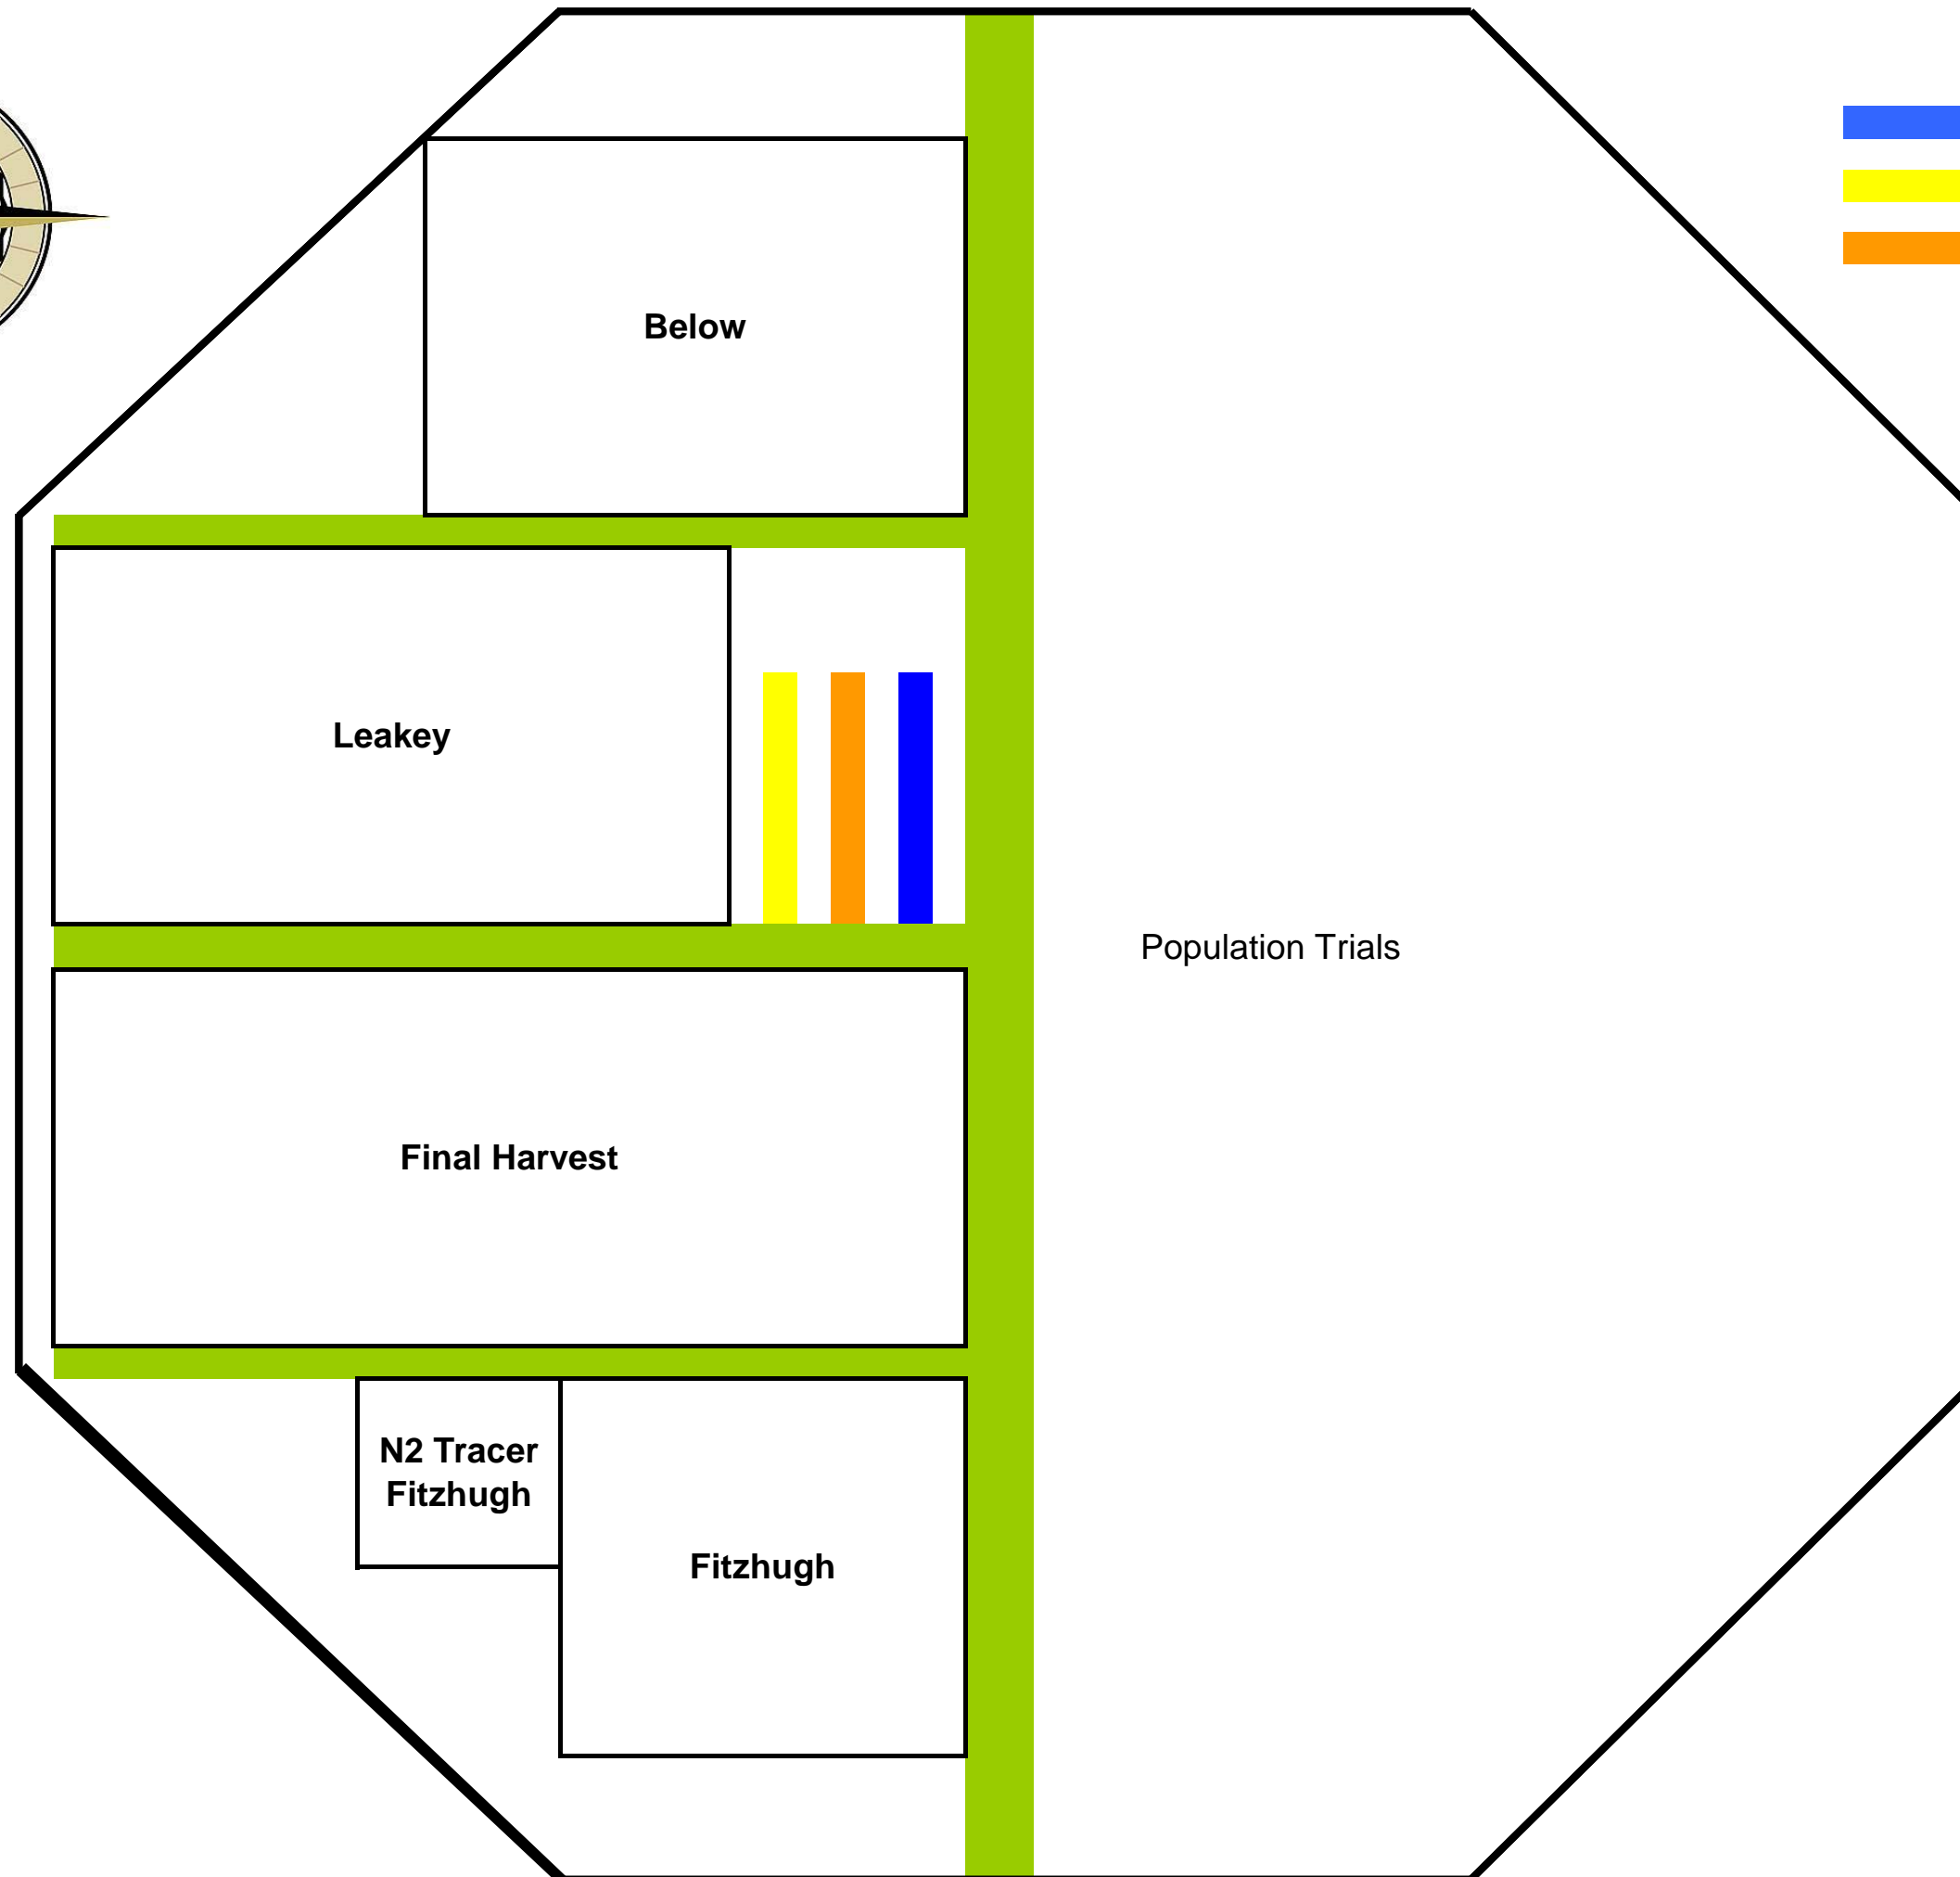 Below
Leakey
Population Trials
Final Harvest
N2 Tracer
Fitzhugh
Fitzhugh